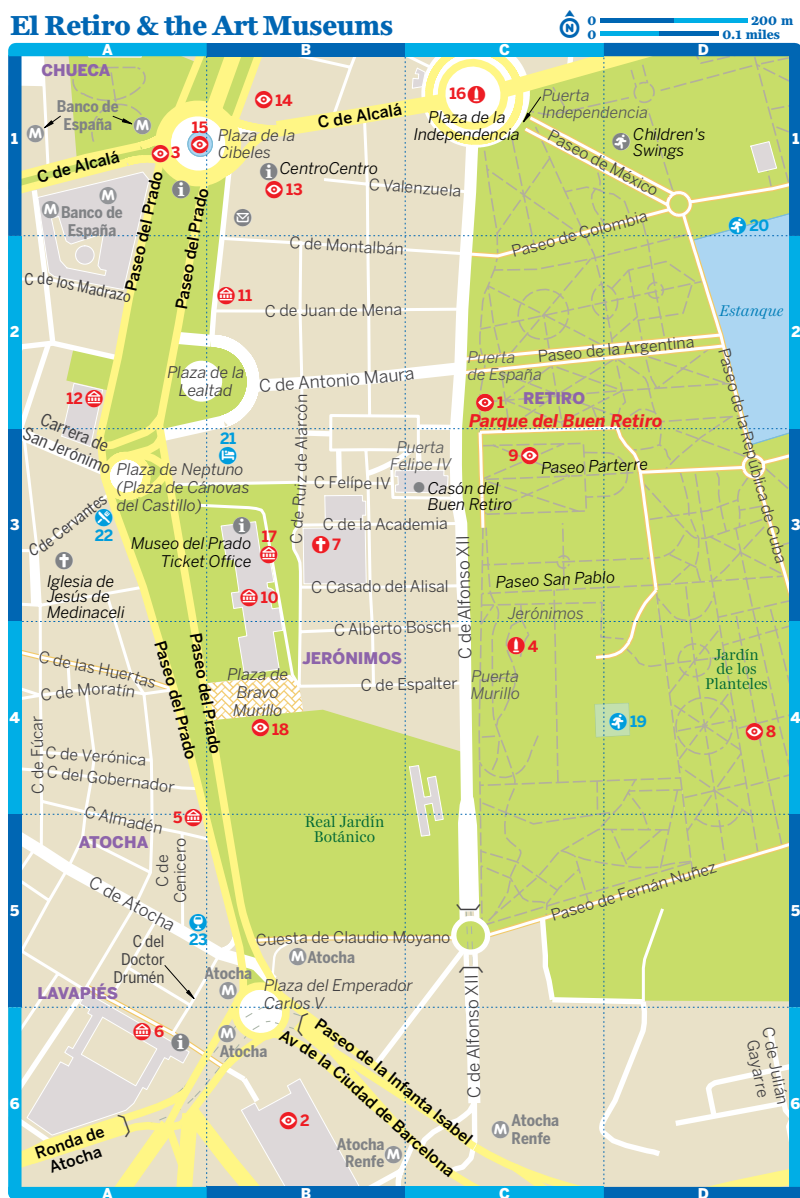 El Retiro & the Art Museums
N
0
200 m
0
0.1 miles
A
B
C
D
CHUECA
Banco de
España
M
M
14
16
Plaza de la
Independencia
Puerta
Independencia
C de Alcalá
15
Plaza de la
Cibeles
1
1
Children's
Swings
Paseo de México
3
C de Alcalá
i
CentroCentro
13
C Valenzuela
M
M
Banco de
España
i
Paseo del Prado
Paseo del Prado
Paseo de Colombia
20
C de Montalbán
C de los Madrazo
11
C de Juan de Mena
Estanque
2
2
Plaza de la
Lealtad
C de Antonio Maura
Puerta
de España
Paseo de la Argentina
12
1
RETIRO
Parque del Buen Retiro
Paseo de la República de Cuba
Carrera de
San Jerónimo
21
C de Ruiz de Alarcón
Puerta
Felipe IV
9
Paseo Parterre
Plaza de Neptuno
(Plaza de Cánovas
del Castillo)
C Felipe IV
Casón del
Buen Retiro
C de Cervantes
22
3
3
i
C de la Academia
17
Museo del Prado
Ticket Office
7
C de Alfonso XII
Iglesia de
Jesús de
Medinaceli
10
C Casado del Alisal
Paseo San Pablo
Jerónimos
C Alberto Bosch
4
JERÓNIMOS
Jardín
de los
Planteles
C de las Huertas
C de Moratín
Paseo del Prado
Paseo del Prado
Plaza de
Bravo
Murillo
C de Espalter
Puerta
Murillo
4
4
18
19
8
C de Fúcar
C de Verónica
C del Gobernador
5
C Almadén
ATOCHA
Real Jardín
Botánico
C de
Cenicero
C de Atocha
Paseo de Fernán Nuñez
5
5
23
C del
Doctor
Drumén
Cuesta de Claudio Moyano
M
Atocha
Atocha
M
Plaza del Emperador
Carlos V
LAVAPIÉS
C de Alfonso XII
6
i
M
Atocha
Paseo de la Infanta Isabel
Av de la Ciudad de Barcelona
C de Julián
Gayarre
6
6
2
M
Atocha
Renfe
Atocha
Renfe
M
Ronda de
Atocha
A
B
C
D